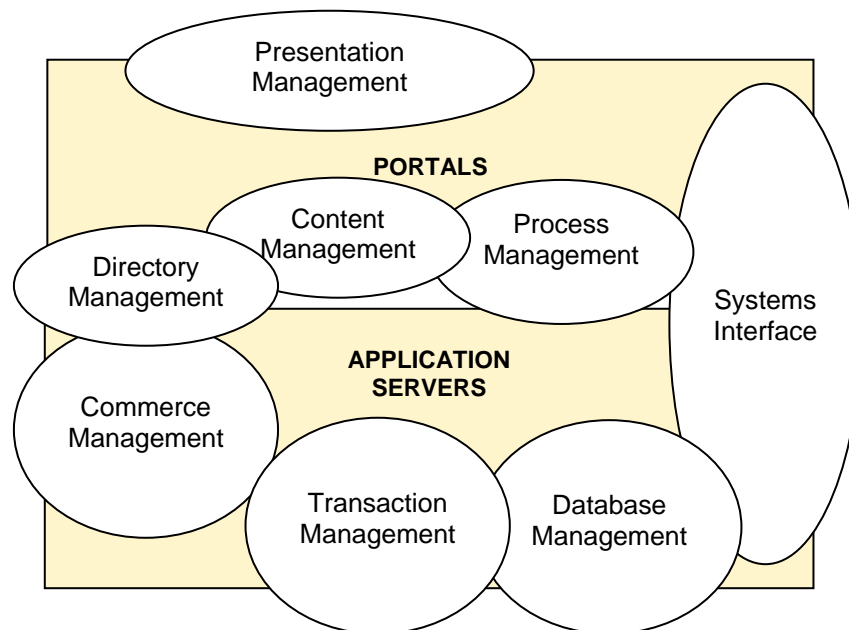 Presentation
Management
PORTALS
Content
Management
Process
Management
Directory
Management
Systems
Interface
APPLICATION
SERVERS
Commerce
Management
Transaction
Management
Database
Management